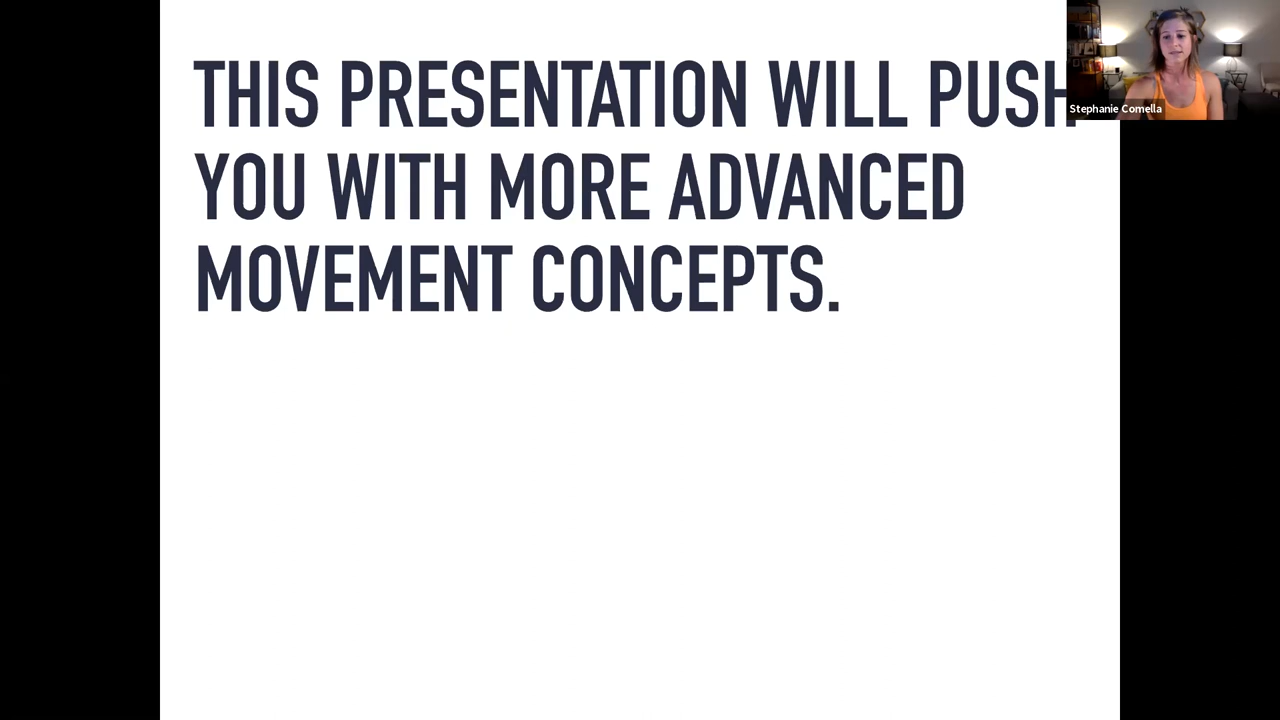 THIS PRESENTATION WILL PUSH
YOU WITH MORE ADVANCED
MOVEMENT CONCEPTS.
Stephanie Comella